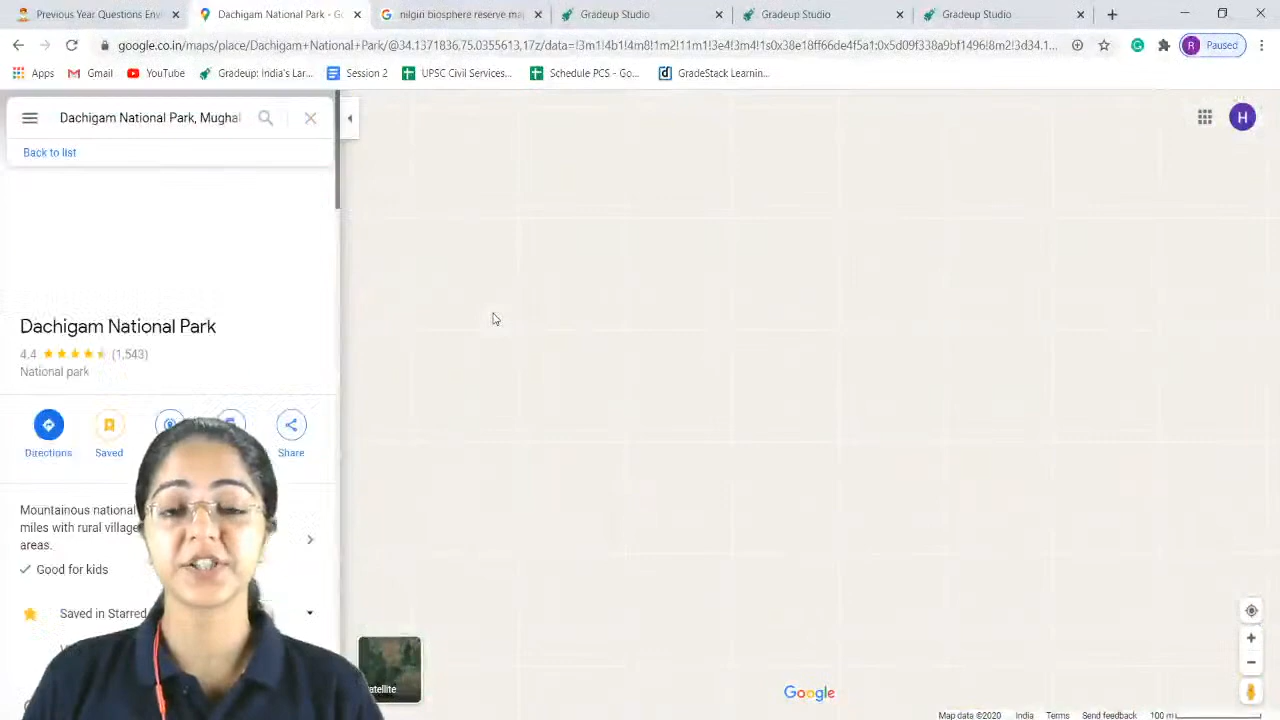 Previous Year Questions Env
Dachigam National Park - Go
nilgiri biosphere reserve ma
Gradeup Studio
Gradeup Studio
Gradeup Studio
google.co.in/maps/place/Dachigam+National+Park/@34.1371836,75.0355613,17z/data=!3m1!4b1!4m8!1m2!2m1!1e4!3m4!1s0x38e18ff66de4f5a1:0x5d09f338a9bf1496!8m2!3d34.1...
R Paused
Apps
Gmail
YouTube
Gradeup: India's Lar...
Session 2
UPSC Civil Services...
Schedule PCS - Go...
GradeStack Learnin...
Dachigam National Park, Mughal
H
Back to list
Dachigam National Park
4.4 (1,543)
National park
Directions
Saved
Share
Mountainous national
miles with rural village
areas.
Good for kids
Saved in Starred
Google
Map data ©2020 India Terms Send feedback 100 m